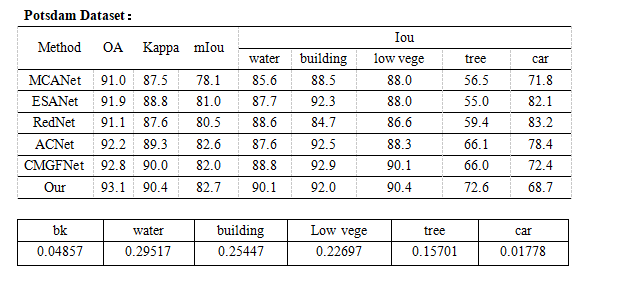 Potsdam Dataset:
Method OA Kappa mIou Iou
water building low vege tree car
MCANet 91.0 87.5 78.1 85.6 88.5 88.0 56.5 71.8
ESANet 91.9 88.8 81.0 87.7 92.3 88.0 55.0 82.1
RedNet 91.1 87.6 80.5 88.6 84.7 86.6 59.4 83.2
ACNet 92.2 89.3 82.6 87.6 92.5 88.3 66.1 78.4
CMGFNet 92.8 90.0 82.0 88.8 92.9 90.1 66.0 72.4
Our 93.1 90.4 82.7 90.1 92.0 90.4 72.6 68.7
bk water building Low vege tree car
0.04857 0.29517 0.25447 0.22697 0.15701 0.01778